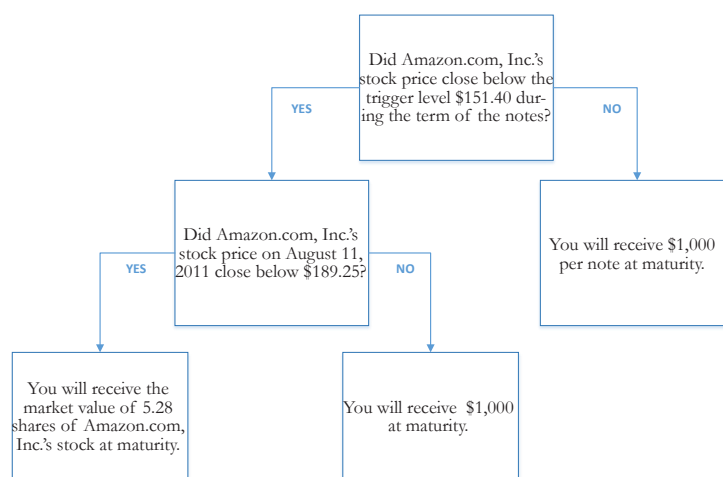 Did Amazon.com, Inc.'s
stock price close below the
trigger level $151.40 dur-
ing the term of the notes?
YES
NO
Did Amazon.com, Inc.'s
stock price on August 11,
2011 close below $189.25?
You will receive $1,000
per note at maturity.
YES
NO
You will receive the
market value of 5.28
shares of Amazon.com,
Inc.'s stock at maturity.
You will receive $1,000
at maturity.